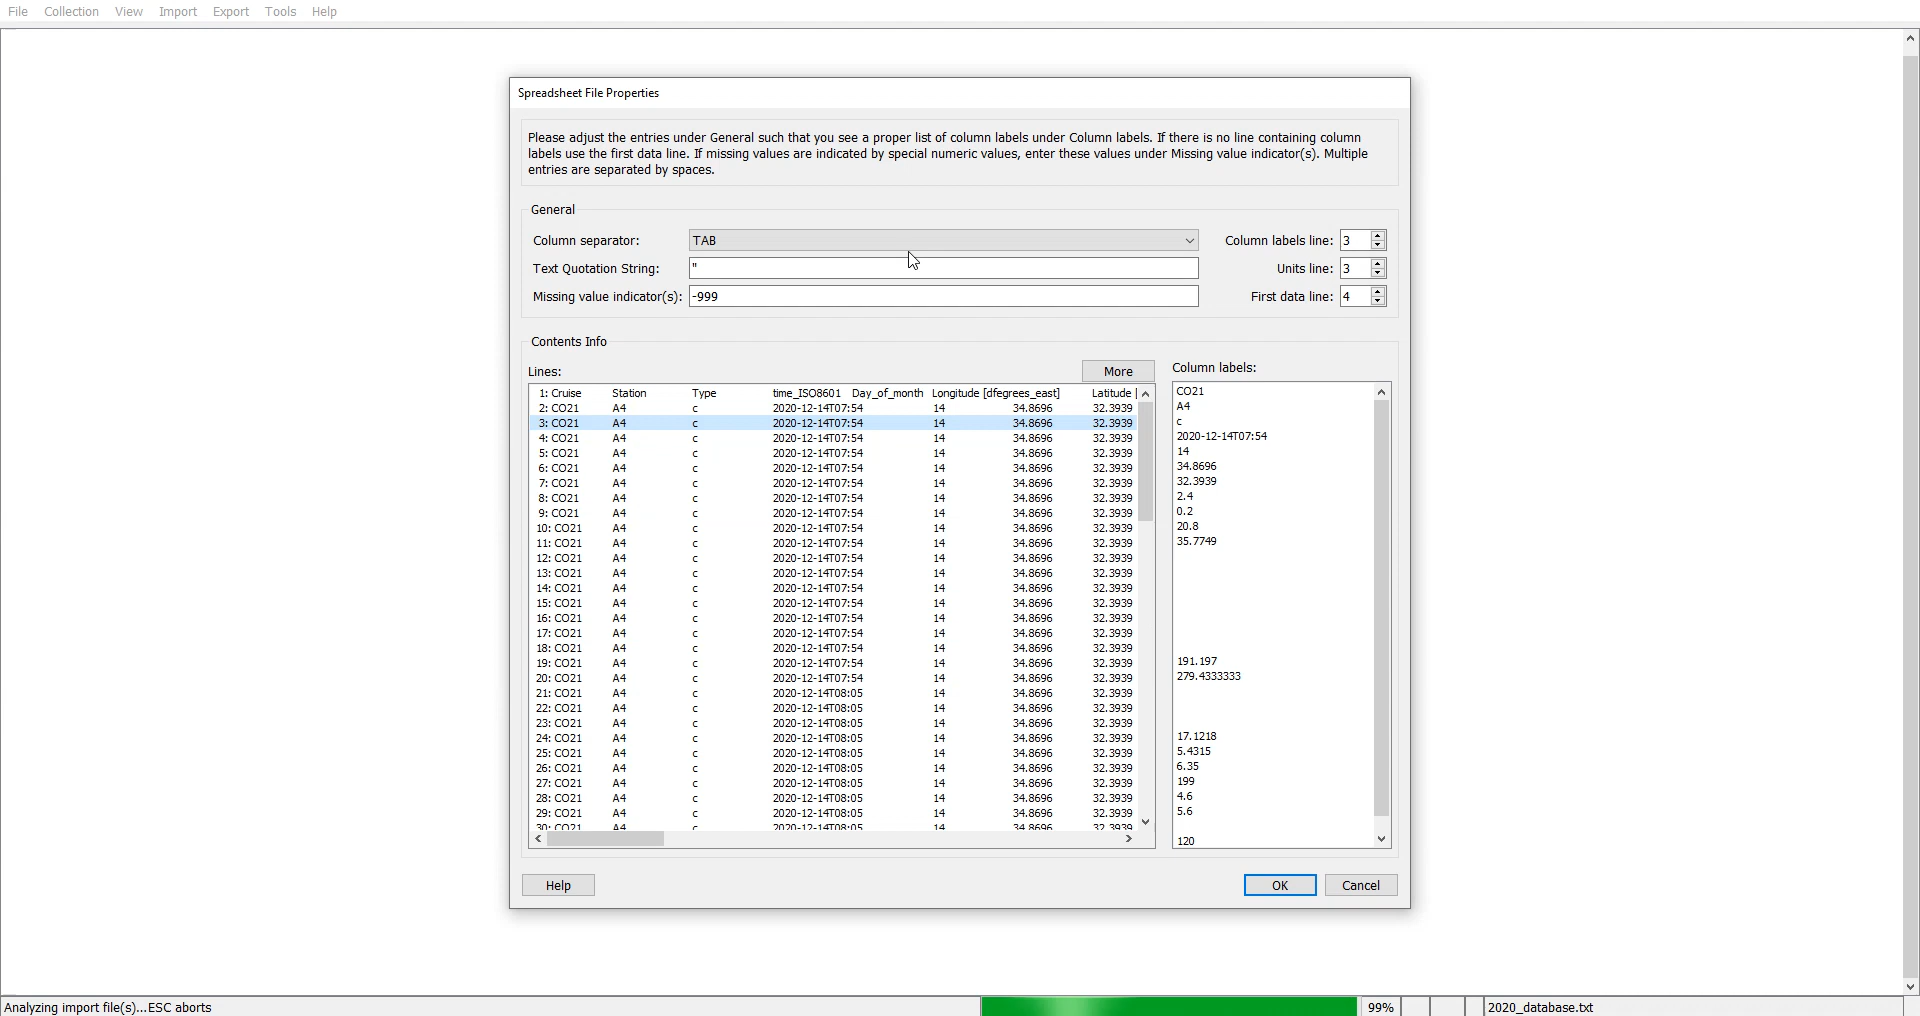 File Collection View Import Export Tools Help
Spreadsheet File Properties
Please adjust the entries under General such that you see a proper list of column labels under Column labels. If there is no line containing column
labels use the first data line. If missing values are indicated by special numeric values, enter these values under Missing value indicator(s). Multiple
entries are separated by spaces.
General
Column separator: TAB Column labels line: 3
Text Quotation String: " Units line: 3
Missing value indicator(s): -999 First data line: 4
Contents Info
Lines: More
1: Cruise Station Type time_ISO8601 Day_of_month Longitude [dfegrees_east] Latitude [
2: CO21 A4 c 2020-12-14T07:54 14 34.8696 32.3939
3: CO21 A4 c 2020-12-14T07:54 14 34.8696 32.3939
4: CO21 A4 c 2020-12-14T07:54 14 34.8696 32.3939
5: CO21 A4 c 2020-12-14T07:54 14 34.8696 32.3939
6: CO21 A4 c 2020-12-14T07:54 14 34.8696 32.3939
7: CO21 A4 c 2020-12-14T07:54 14 34.8696 32.3939
8: CO21 A4 c 2020-12-14T07:54 14 34.8696 32.3939
9: CO21 A4 c 2020-12-14T07:54 14 34.8696 32.3939
10: CO21 A4 c 2020-12-14T07:54 14 34.8696 32.3939
11: CO21 A4 c 2020-12-14T07:54 14 34.8696 32.3939
12: CO21 A4 c 2020-12-14T07:54 14 34.8696 32.3939
13: CO21 A4 c 2020-12-14T07:54 14 34.8696 32.3939
14: CO21 A4 c 2020-12-14T07:54 14 34.8696 32.3939
15: CO21 A4 c 2020-12-14T07:54 14 34.8696 32.3939
16: CO21 A4 c 2020-12-14T07:54 14 34.8696 32.3939
17: CO21 A4 c 2020-12-14T07:54 14 34.8696 32.3939
18: CO21 A4 c 2020-12-14T07:54 14 34.8696 32.3939
19: CO21 A4 c 2020-12-14T07:54 14 34.8696 32.3939
20: CO21 A4 c 2020-12-14T07:54 14 34.8696 32.3939
21: CO21 A4 c 2020-12-14T08:05 14 34.8696 32.3939
22: CO21 A4 c 2020-12-14T08:05 14 34.8696 32.3939
23: CO21 A4 c 2020-12-14T08:05 14 34.8696 32.3939
24: CO21 A4 c 2020-12-14T08:05 14 34.8696 32.3939
25: CO21 A4 c 2020-12-14T08:05 14 34.8696 32.3939
26: CO21 A4 c 2020-12-14T08:05 14 34.8696 32.3939
27: CO21 A4 c 2020-12-14T08:05 14 34.8696 32.3939
28: CO21 A4 c 2020-12-14T08:05 14 34.8696 32.3939
29: CO21 A4 c 2020-12-14T08:05 14 34.8696 32.3939
30: CO21 A4 c 2020-12-14T08:05 14 34.8696 32.3939
Column labels:
CO21
A4
c
2020-12-14T07:54
14
34.8696
32.3939
2.4
0.2
20.8
35.7749
191.197
279.4333333
17.1218
5.4315
6.35
199
4.6
5.6
120
Help OK Cancel
Analyzing import file(s)...ESC aborts 99% 2020_database.txt